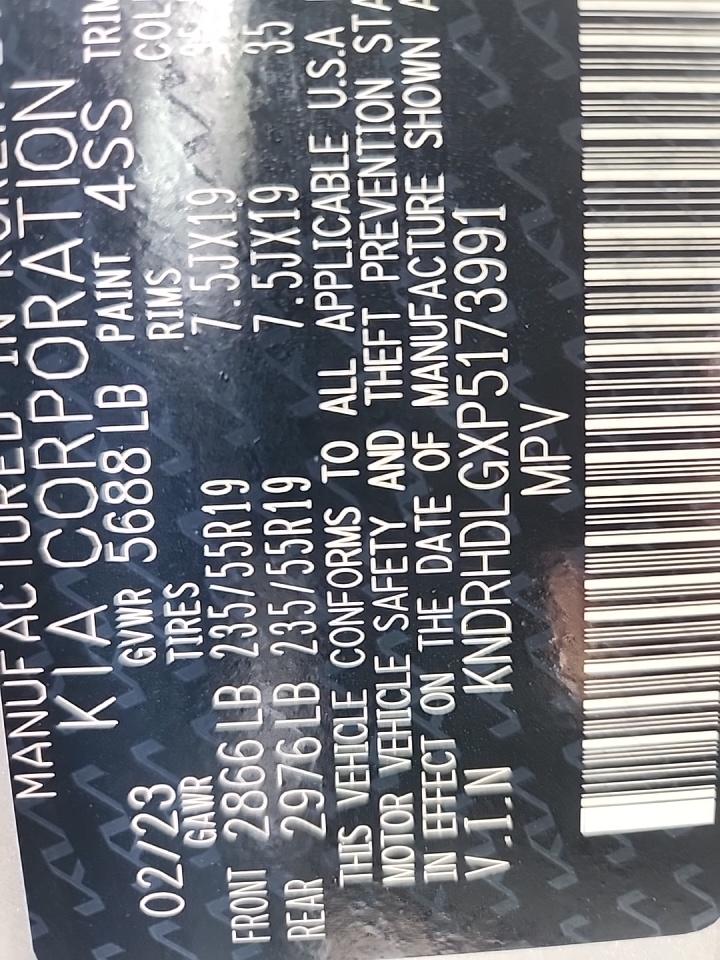 MANUFACTURED IN KOREA
KIA CORPORATION
02/23 GVWR 5688 LB PAINT 4SS TRIM
GAWR TIRES RIMS COL
FRONT 2866 LB 235/55R19 7.5JX19
REAR 2976 LB 235/55R19 7.5JX19 35
THIS VEHICLE CONFORMS TO ALL APPLICABLE U.S.A
MOTOR VEHICLE SAFETY AND THEFT PREVENTION STA
IN EFFECT ON THE DATE OF MANUFACTURE SHOWN A
V.I.N KNDRHDLGXP5173991
MPV